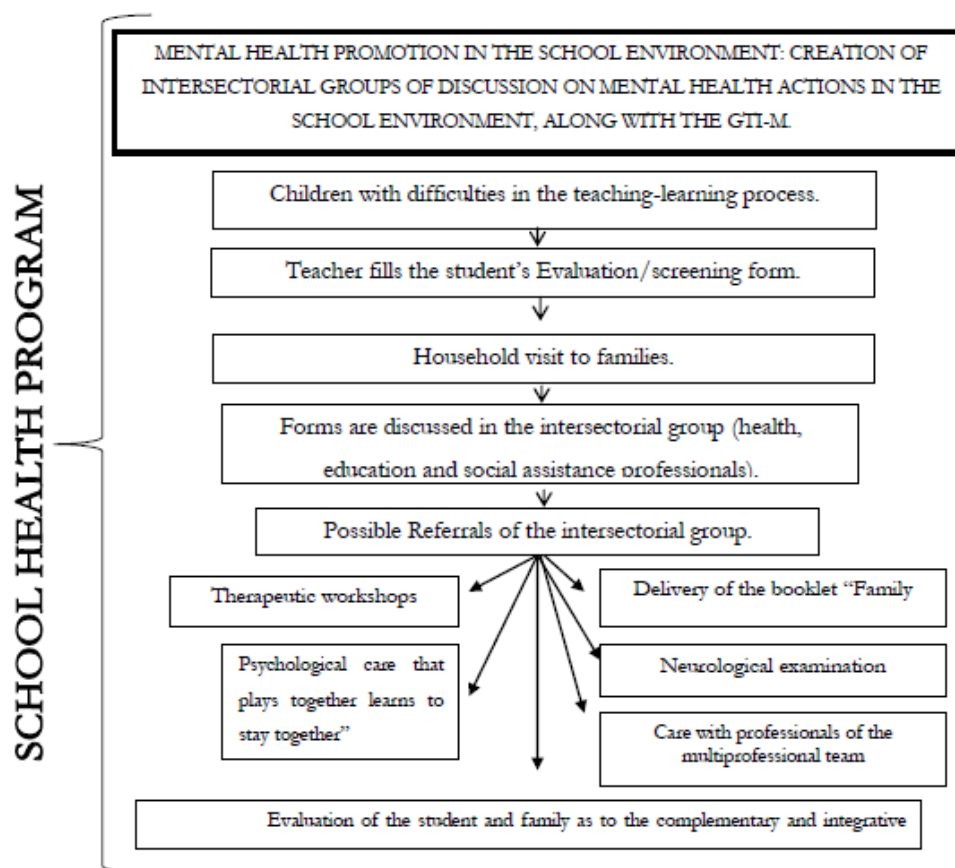 SCHOOL HEALTH PROGRAM
MENTAL HEALTH PROMOTION IN THE SCHOOL ENVIRONMENT: CREATION OF
INTERSECTORIAL GROUPS OF DISCUSSION ON MENTAL HEALTH ACTIONS IN THE
SCHOOL ENVIRONMENT, ALONG WITH THE GTI-M.
Children with difficulties in the teaching-learning process.
Teacher fills the student's Evaluation/screening form.
Household visit to families.
Forms are discussed in the intersectorial group (health,
education and social assistance professionals).
Possible Referrals of the intersectorial group.
Therapeutic workshops
Delivery of the booklet “Family
Psychological care that
plays together learns to
stay together”
Neurological examination
Care with professionals of the
multiprofessional team
Evaluation of the student and family as to the complementary and integrative